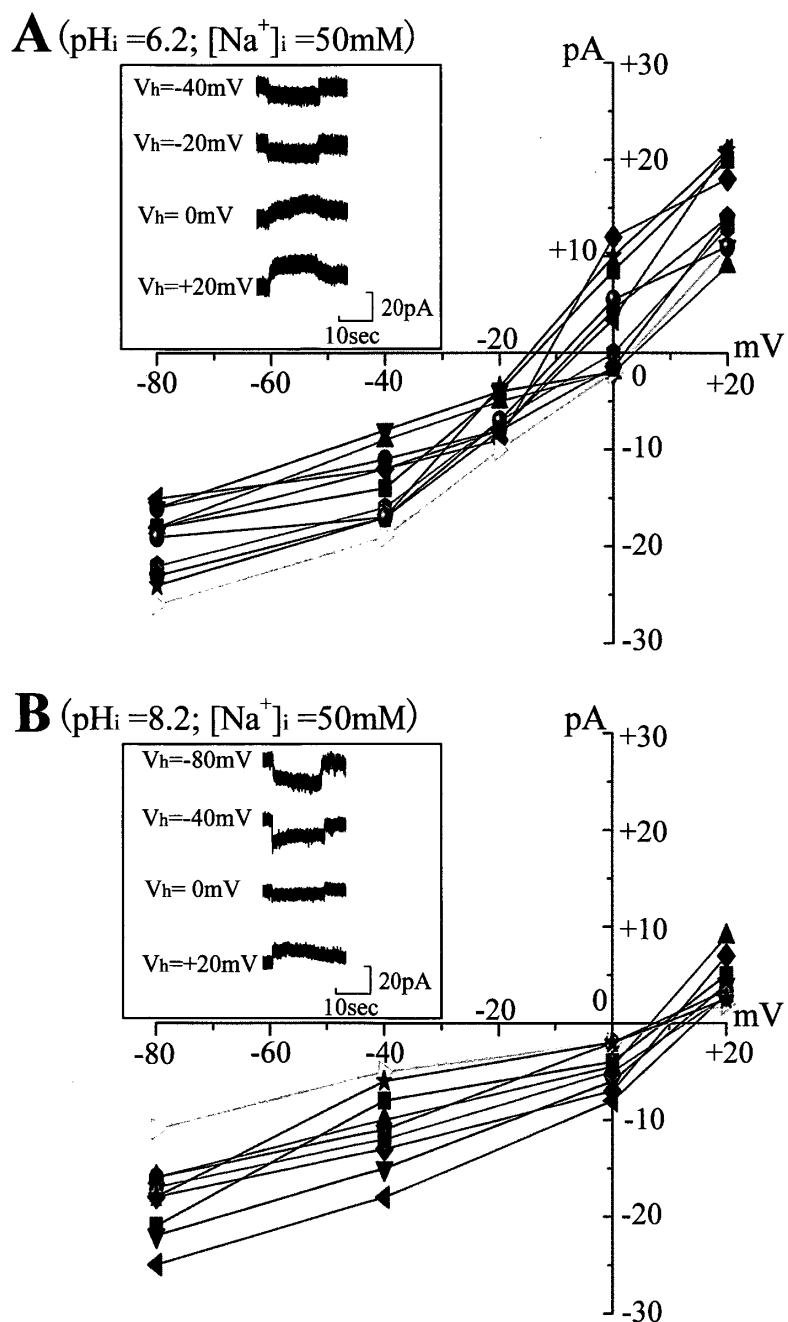 A (pHi =6.2; [Na+]i =50mM)
pA
+30
+20
+10
Vh=-40mV
Vh=-20mV
Vh= 0mV
Vh=+20mV
20pA
10sec
-20
mV
-80
-60
-40
0
+20
-10
-20
-30
B (pHi =8.2; [Na+]i =50mM)
pA
+30
+20
+10
Vh=-80mV
Vh=-40mV
Vh= 0mV
Vh=+20mV
20pA
10sec
-20
0
mV
-80
-60
-40
+20
-10
-20
-30